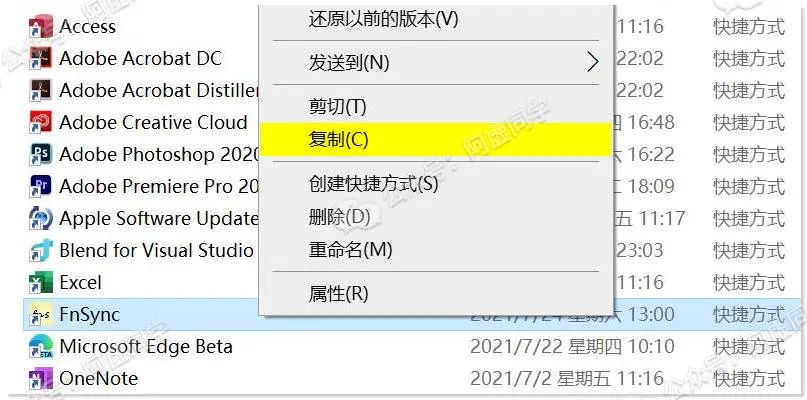 Access
Adobe Acrobat DC
Adobe Acrobat Distiller
Adobe Creative Cloud
Adobe Photoshop 2020
Adobe Premiere Pro 20
Apple Software Update
Blend for Visual Studio
Excel
FnSync
Microsoft Edge Beta
OneNote
还原以前的版本(V)
发送到(N)
剪切(T)
复制(C)
创建快捷方式(S)
删除(D)
重命名(M)
属性(R)
11:16 快捷方式
22:02 快捷方式
22:02 快捷方式
16:48 快捷方式
16:22 快捷方式
18:09 快捷方式
五 11:17 快捷方式
23:03 快捷方式
11:16 快捷方式
2021/7/24 星期六 13:00 快捷方式
2021/7/22 星期四 10:10 快捷方式
2021/7/2 星期五 11:16 快捷方式
公众号：阿虚同学